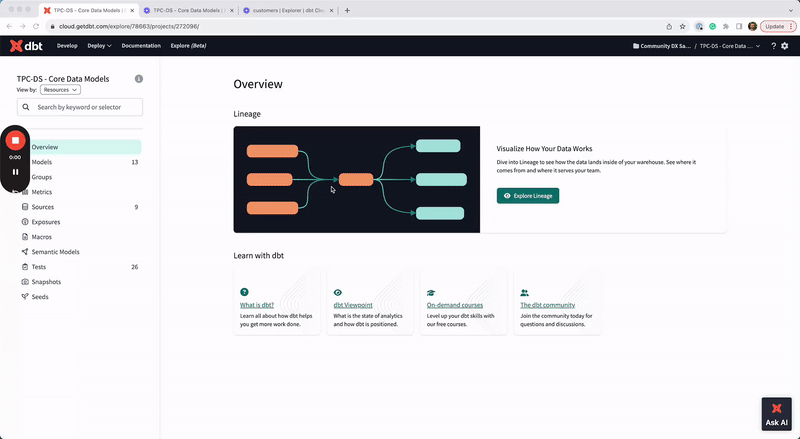 TPC-DS - Core Data Models |
TPC-DS - Core Data Models |
customers | Explorer | dbt Clou
cloud.getdbt.com/explore/78663/projects/272096/
Update
dbt
Develop
Deploy
Documentation
Explore (Beta)
Community DX Sa...
/ TPC-DS - Core Data ...
TPC-DS - Core Data Models
View by:
Resources
Search by keyword or selector
0:00
Overview
Models 13
Groups
Metrics
Sources 9
Exposures
Macros
Semantic Models
Tests 26
Snapshots
Seeds
Overview
Lineage
Visualize How Your Data Works
Dive into Lineage to see how the data lands inside of your warehouse. See where it
comes from and where it serves your team.
Explore Lineage
Learn with dbt
What is dbt?
Learn all about how dbt helps
you get more work done.
dbt Viewpoint
What is the state of analytics
and how dbt is positioned.
On-demand courses
Level up your dbt skills with
our free courses.
The dbt community
Join the community today for
questions and discussions.
Ask AI